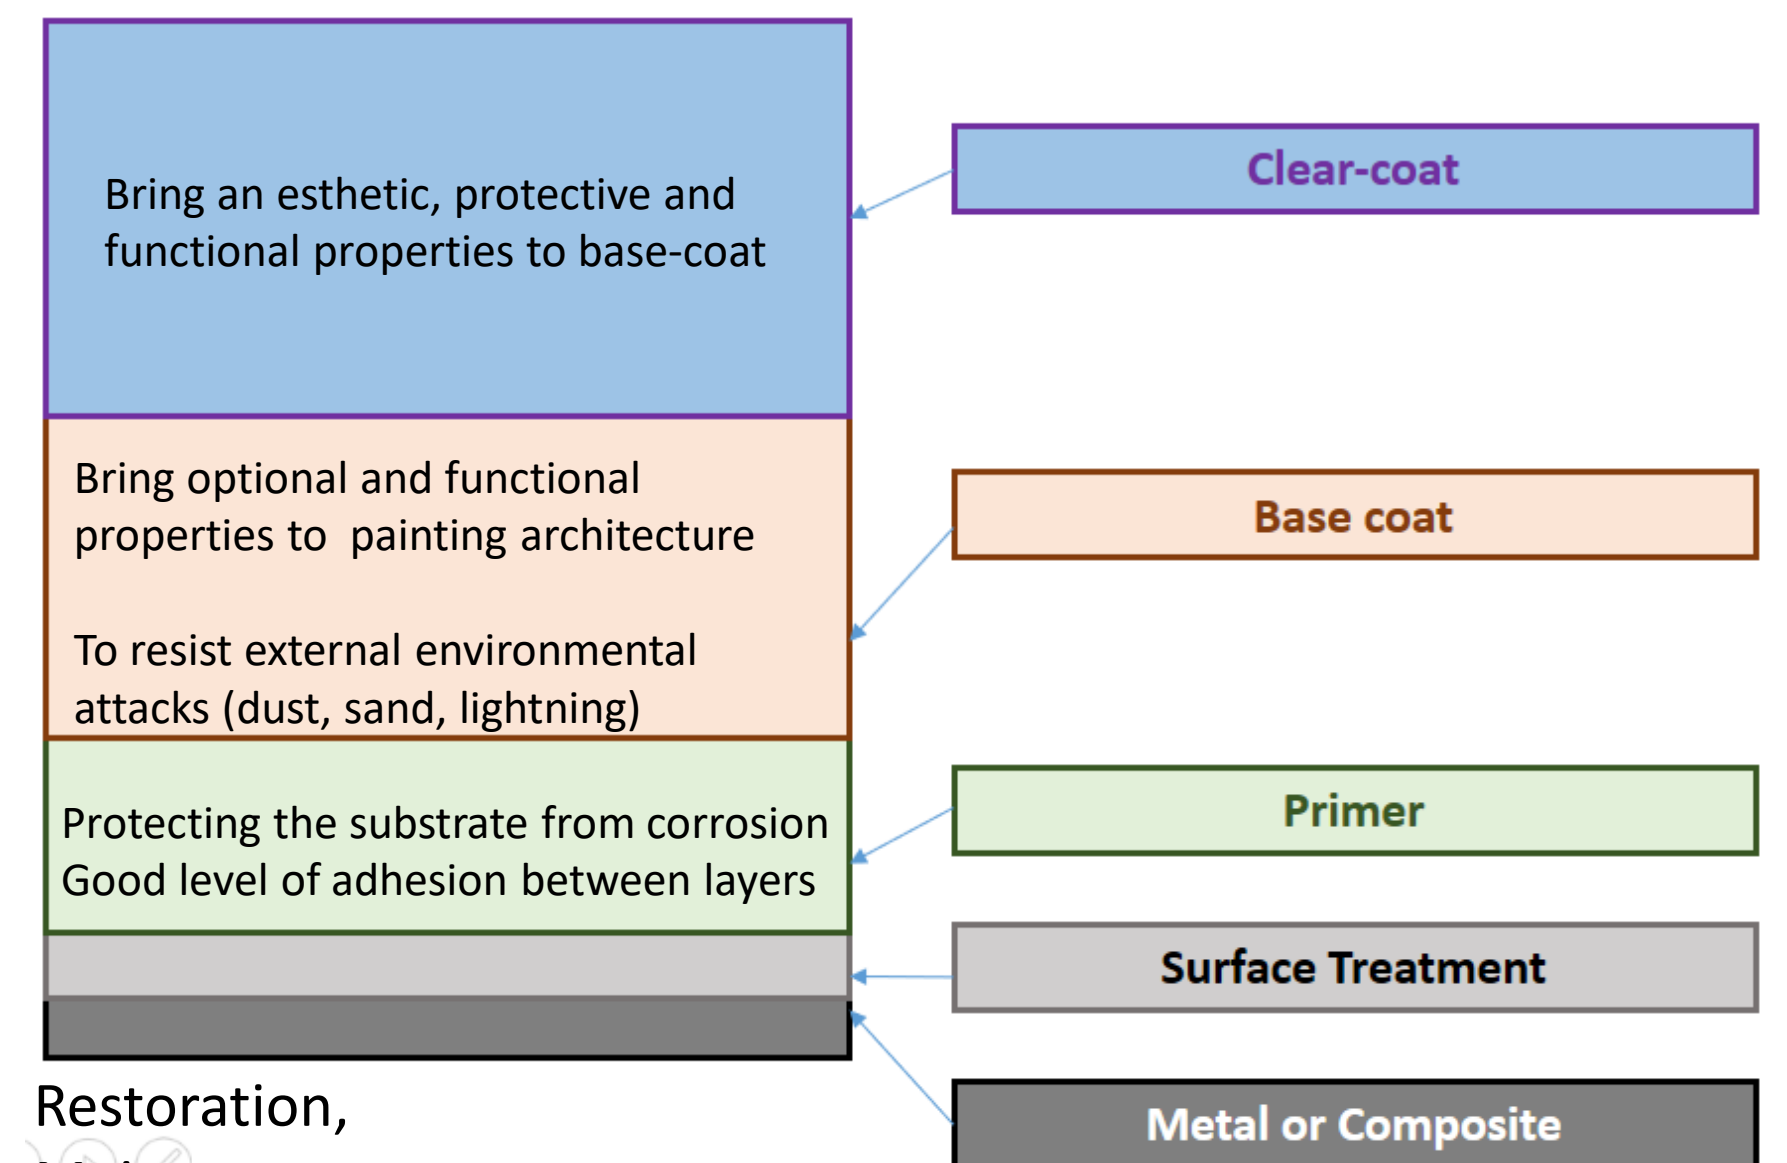 Bring an esthetic, protective and
functional properties to base-coat
Clear-coat
Bring optional and functional
properties to painting architecture
To resist external environmental
attacks (dust, sand, lightning)
Base coat
Protecting the substrate from corrosion
Good level of adhesion between layers
Primer
Surface Treatment
Metal or Composite
Restoration,